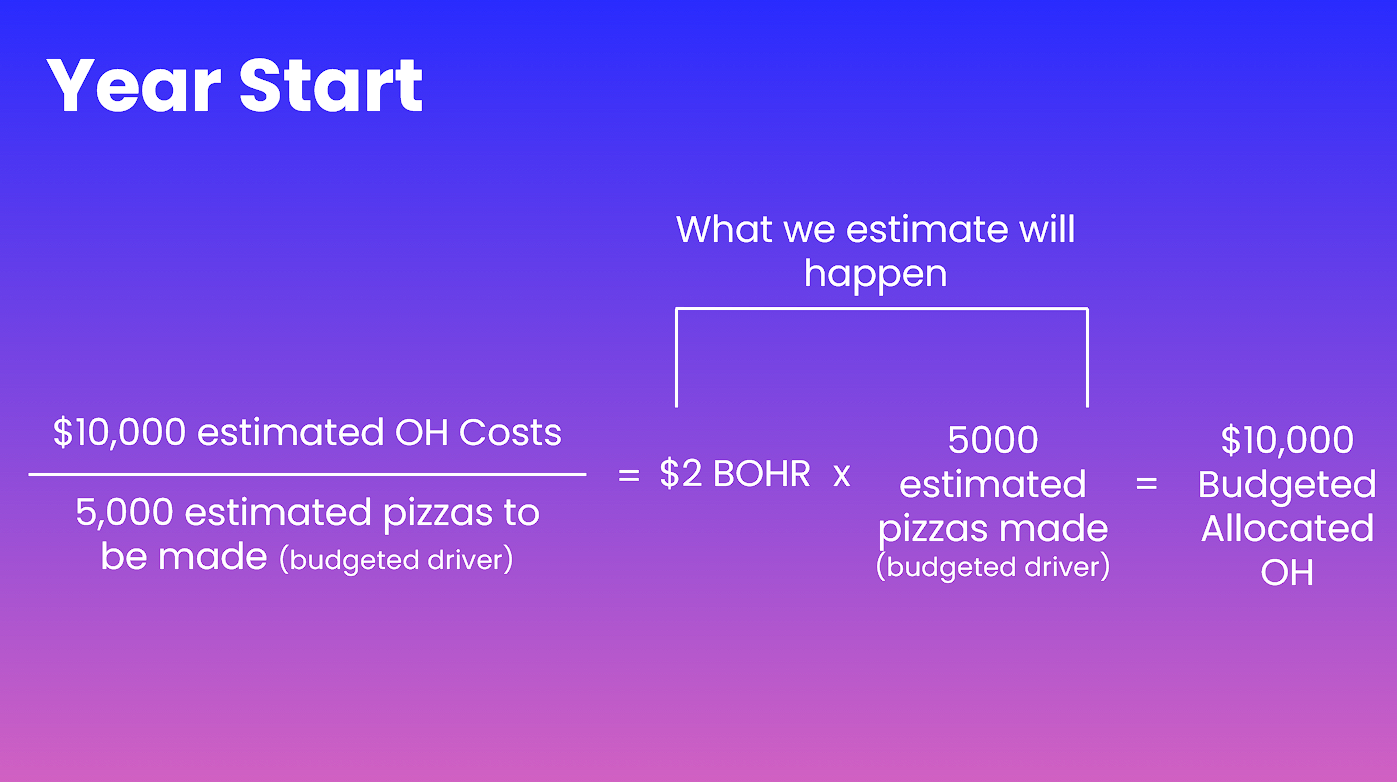 Year Start
What we estimate will
happen
$10,000 estimated OH Costs
5,000 estimated pizzas to
be made (budgeted driver)
= $2 BOHR x
5000
estimated
pizzas made
(budgeted driver)
=
$10,000
Budgeted
Allocated
OH